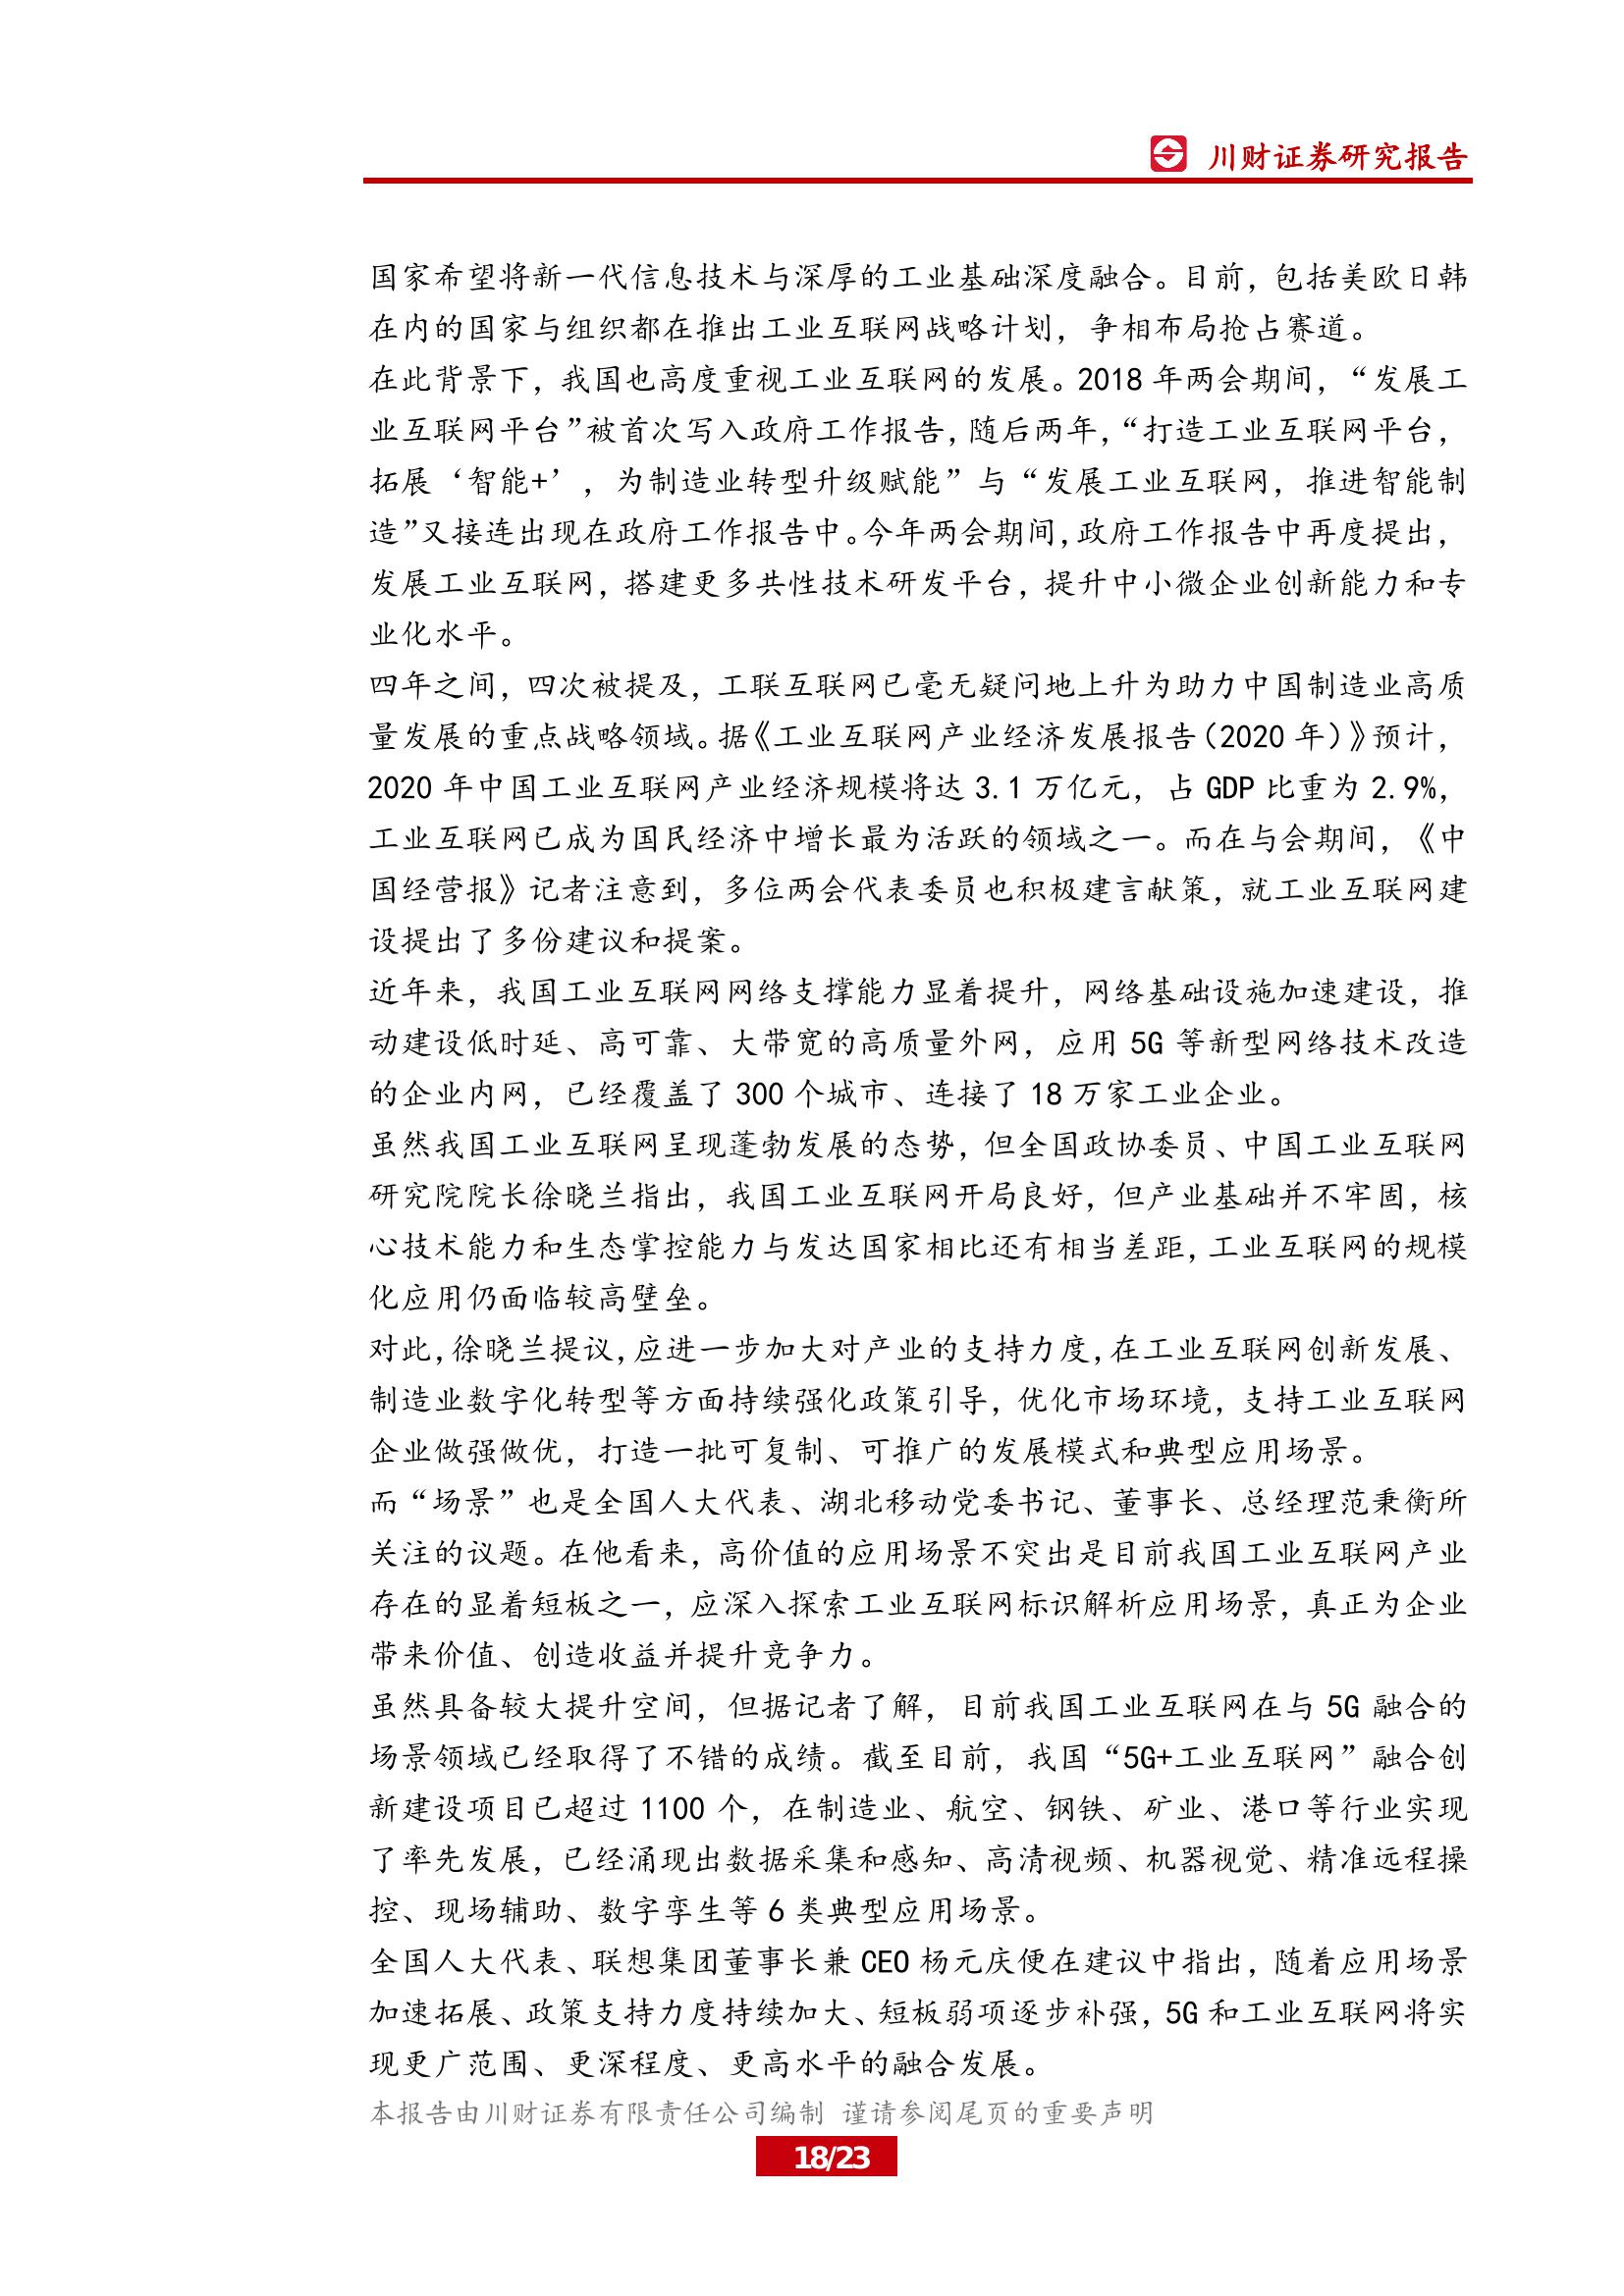 川财证券研究报告
国家希望将新一代信息技术与深厚的工业基础深度融合。目前，包括美欧日韩
在内的国家与组织都在推出工业互联网战略计划，争相布局抢占赛道。
在此背景下，我国也高度重视工业互联网的发展。2018 年两会期间，“发展工
业互联网平台”被首次写入政府工作报告，随后两年，“打造工业互联网平台，
拓展‘智能+’，为制造业转型升级赋能”与“发展工业互联网，推进智能制
造”又接连出现在政府工作报告中。今年两会期间，政府工作报告中再度提出，
发展工业互联网，搭建更多共性技术研发平台，提升中小微企业创新能力和专
业化水平。
四年之间，四次被提及，工联互联网已毫无疑问地上升为助力中国制造业高质
量发展的重点战略领域。据《工业互联网产业经济发展报告（2020 年）》预计，
2020 年中国工业互联网产业经济规模将达 3.1 万亿元，占 GDP 比重为 2.9%，
工业互联网已成为国民经济中增长最为活跃的领域之一。而在与会期间，《中
国经营报》记者注意到，多位两会代表委员也积极建言献策，就工业互联网建
设提出了多份建议和提案。
近年来，我国工业互联网网络支撑能力显着提升，网络基础设施加速建设，推
动建设低时延、高可靠、大带宽的高质量外网，应用 5G 等新型网络技术改造
的企业内网，已经覆盖了 300 个城市、连接了 18 万家工业企业。
虽然我国工业互联网呈现蓬勃发展的态势，但全国政协委员、中国工业互联网
研究院院长徐晓兰指出，我国工业互联网开局良好，但产业基础并不牢固，核
心技术能力和生态掌控能力与发达国家相比还有相当差距，工业互联网的规模
化应用仍面临较高壁垒。
对此，徐晓兰提议，应进一步加大对产业的支持力度，在工业互联网创新发展、
制造业数字化转型等方面持续强化政策引导，优化市场环境，支持工业互联网
企业做强做优，打造一批可复制、可推广的发展模式和典型应用场景。
而“场景”也是全国人大代表、湖北移动党委书记、董事长、总经理范秉衡所
关注的议题。在他看来，高价值的应用场景不突出是目前我国工业互联网产业
存在的显着短板之一，应深入探索工业互联网标识解析应用场景，真正为企业
带来价值、创造收益并提升竞争力。
虽然具备较大提升空间，但据记者了解，目前我国工业互联网在与 5G 融合的
场景领域已经取得了不错的成绩。截至目前，我国“5G+工业互联网”融合创
新建设项目已超过 1100 个，在制造业、航空、钢铁、矿业、港口等行业实现
了率先发展，已经涌现出数据采集和感知、高清视频、机器视觉、精准远程操
控、现场辅助、数字孪生等 6 类典型应用场景。
全国人大代表、联想集团董事长兼 CEO 杨元庆便在建议中指出，随着应用场景
加速拓展、政策支持力度持续加大、短板弱项逐步补强，5G 和工业互联网将实
现更广范围、更深程度、更高水平的融合发展。
本报告由川财证券有限责任公司编制 谨请参阅尾页的重要声明
18/23